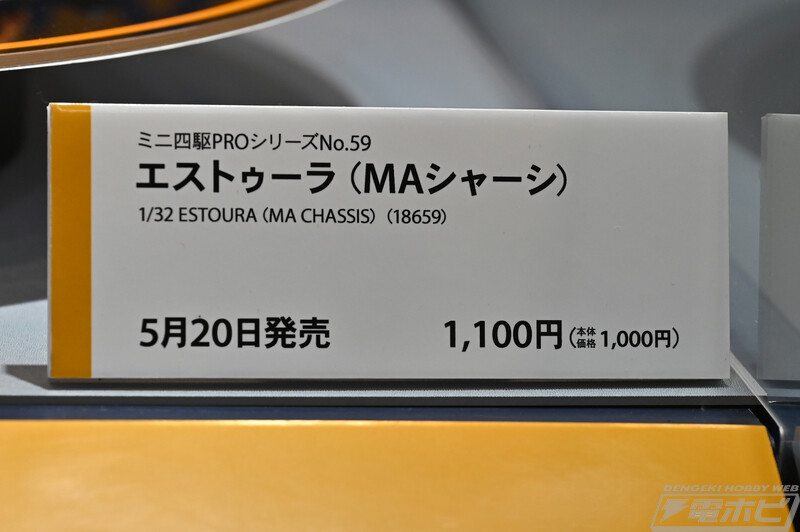 ミニ四駆PROシリーズNo.59
エストゥーラ（MAシャーシ）
1/32 ESTOURA (MA CHASSIS) (18659)
5月20日発売
1,100円（本体価格 1,000円）
DENGEKI HOBBY WEB
電ホビ